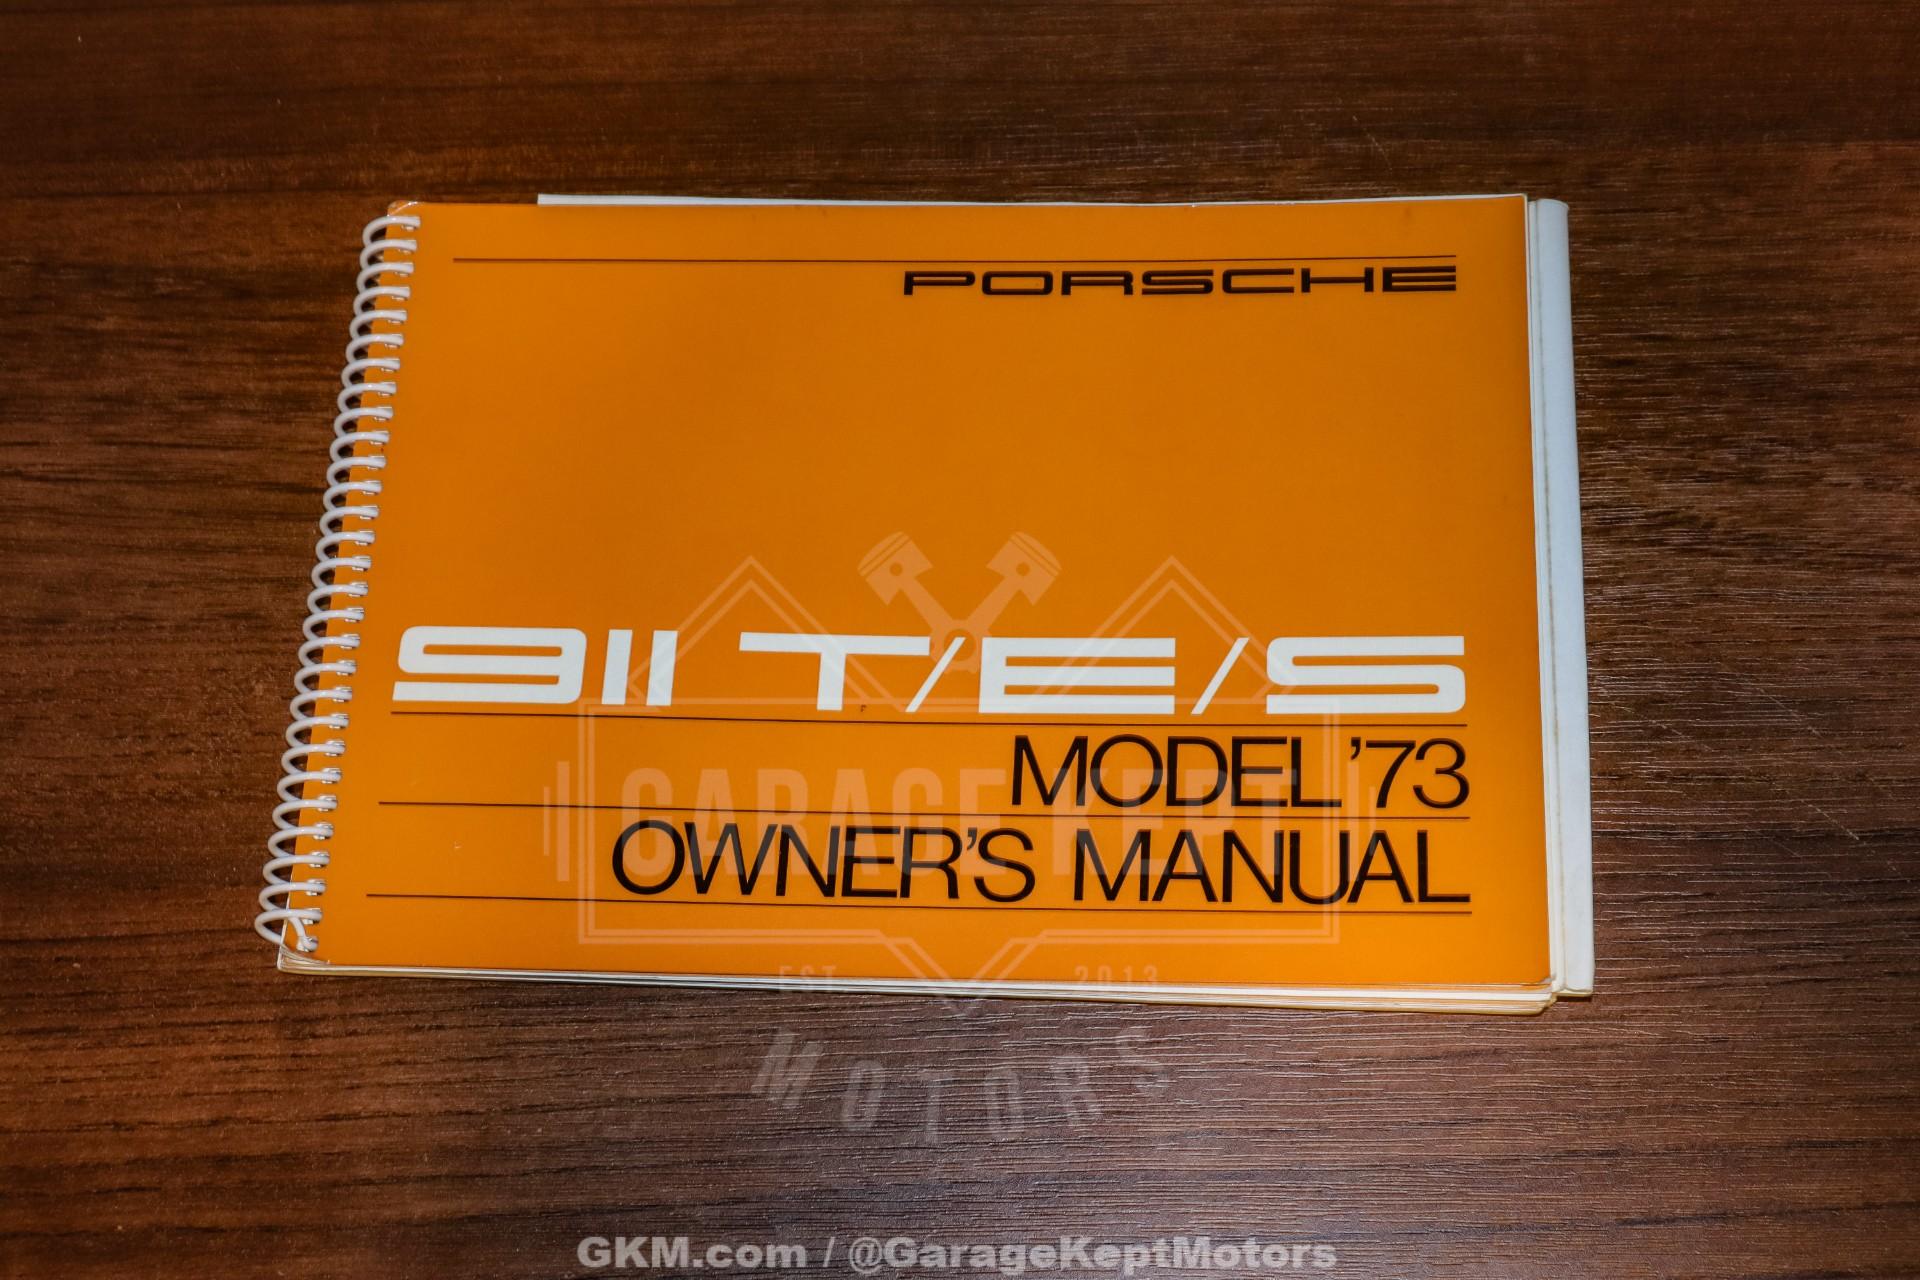 PORSCHE
911 T/E/S
MODEL '73
OWNER'S MANUAL
GARAGE KEPT
EST 2013
MOTORS
GKM.com / @GarageKeptMotors